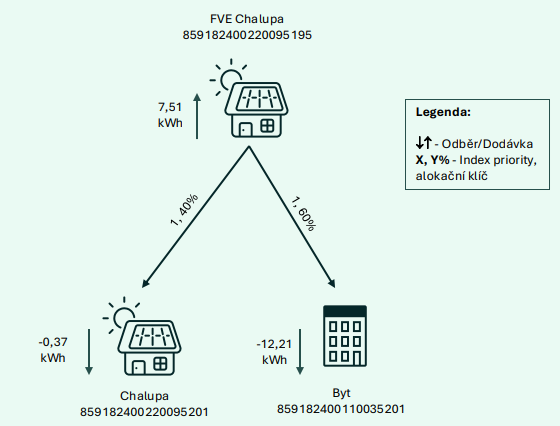 FVE Chalupa
859182400220095195
7,51
kWh
Legenda:
↓↑ - Odběr/Dodávka
X, Y% - Index priority,
alokační klíč
1, 40%
1, 60%
-0,37
kWh
-12,21
kWh
Chalupa
859182400220095201
Byt
859182400110035201